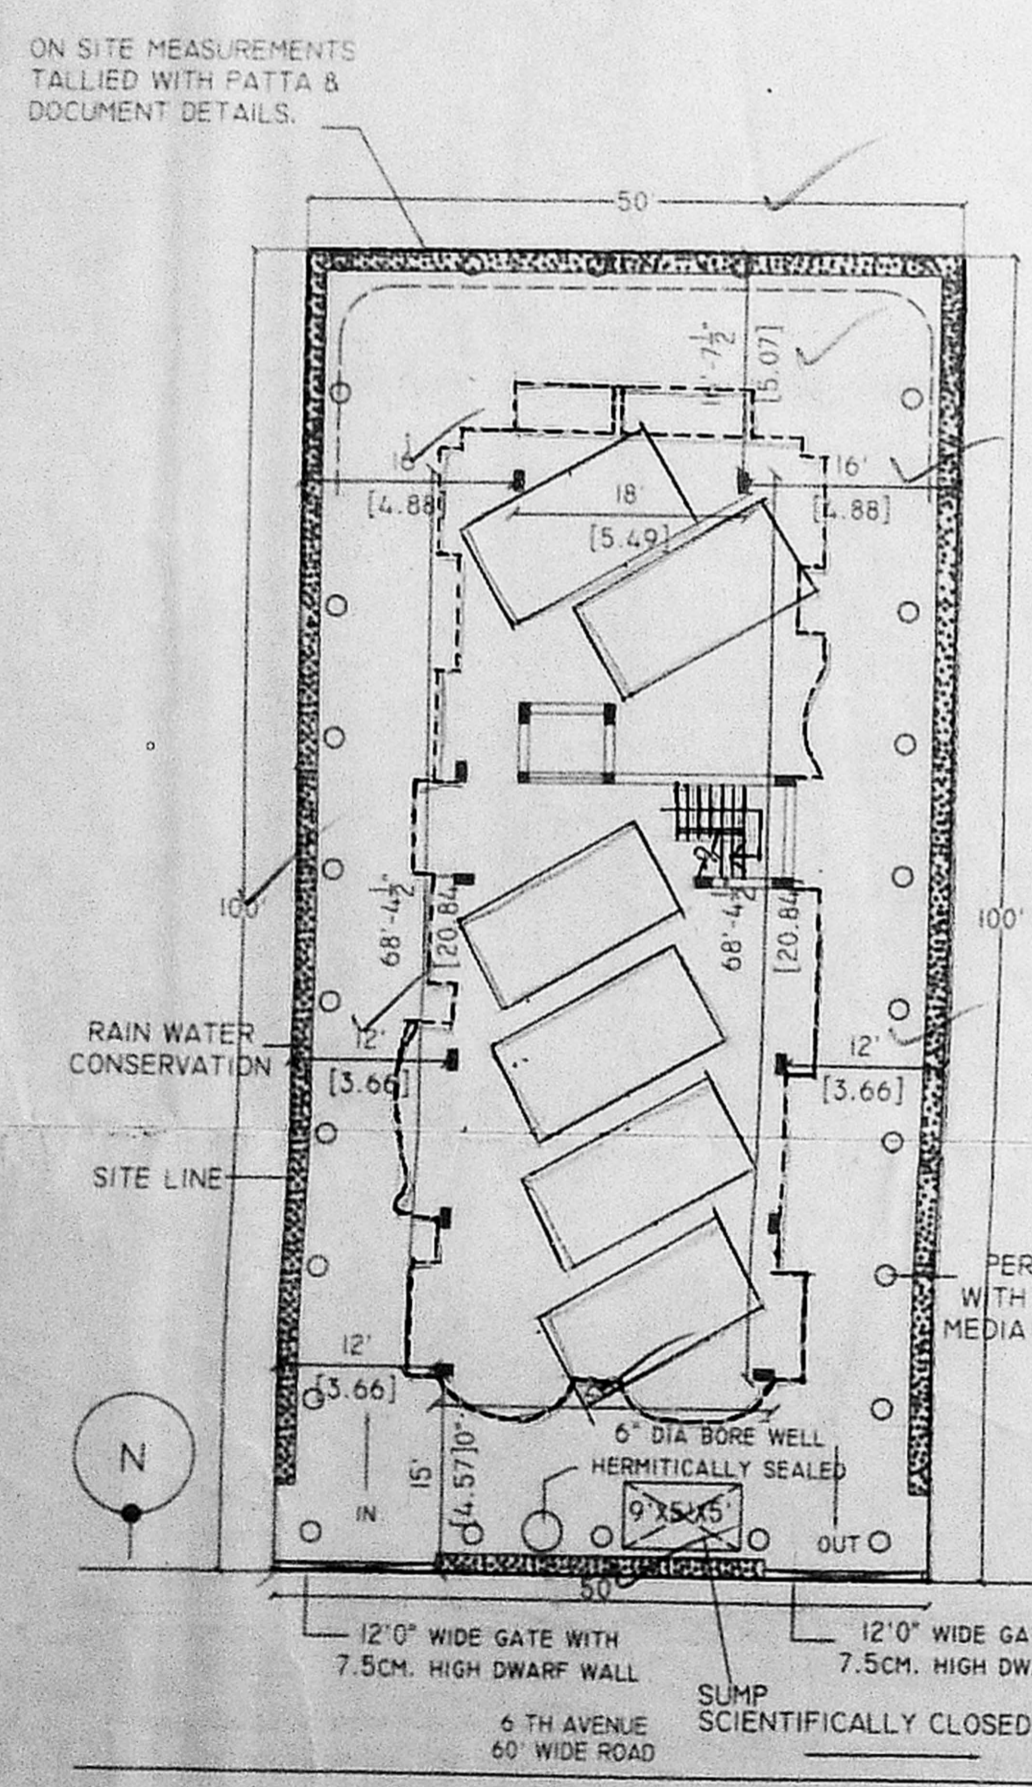 ON SITE MEASUREMENTS
TALLIED WITH PATTA &
DOCUMENT DETAILS.
50'
[5.07]
16'
[4.88]
18'
[5.49]
16'
[4.88]
100'
68'-4½"
[20.84
68'-4½"
[20.84
100'
RAIN WATER
CONSERVATION
12'
[3.66]
12'
[3.66]
SITE LINE
PER
WITH
MEDIA
12'
[3.66]
N
IN
15'
[4.57]
6" DIA BORE WELL
HERMITICALLY SEALED
9'X5'X5'
OUT
50'
12'0" WIDE GATE WITH
7.5CM. HIGH DWARF WALL
12'0" WIDE GA
7.5CM. HIGH DW
SUMP
SCIENTIFICALLY CLOSED
6 TH AVENUE
60' WIDE ROAD